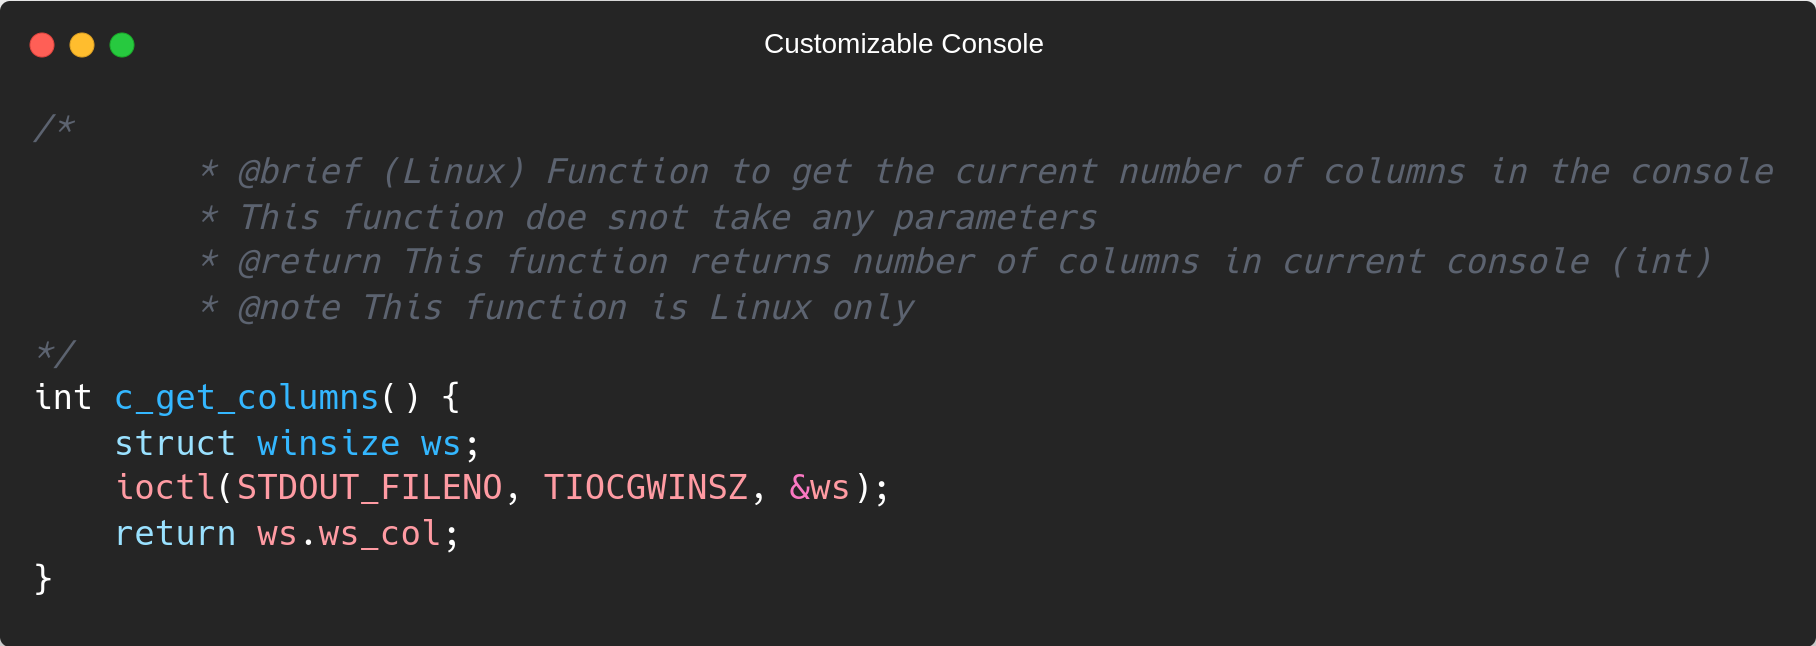 Customizable Console
/*
        * @brief (Linux) Function to get the current number of columns in the console
        * This function doe snot take any parameters
        * @return This function returns number of columns in current console (int)
        * @note This function is Linux only
*/
int c_get_columns() {
    struct winsize ws;
    ioctl(STDOUT_FILENO, TIOCGWINSZ, &ws);
    return ws.ws_col;
}